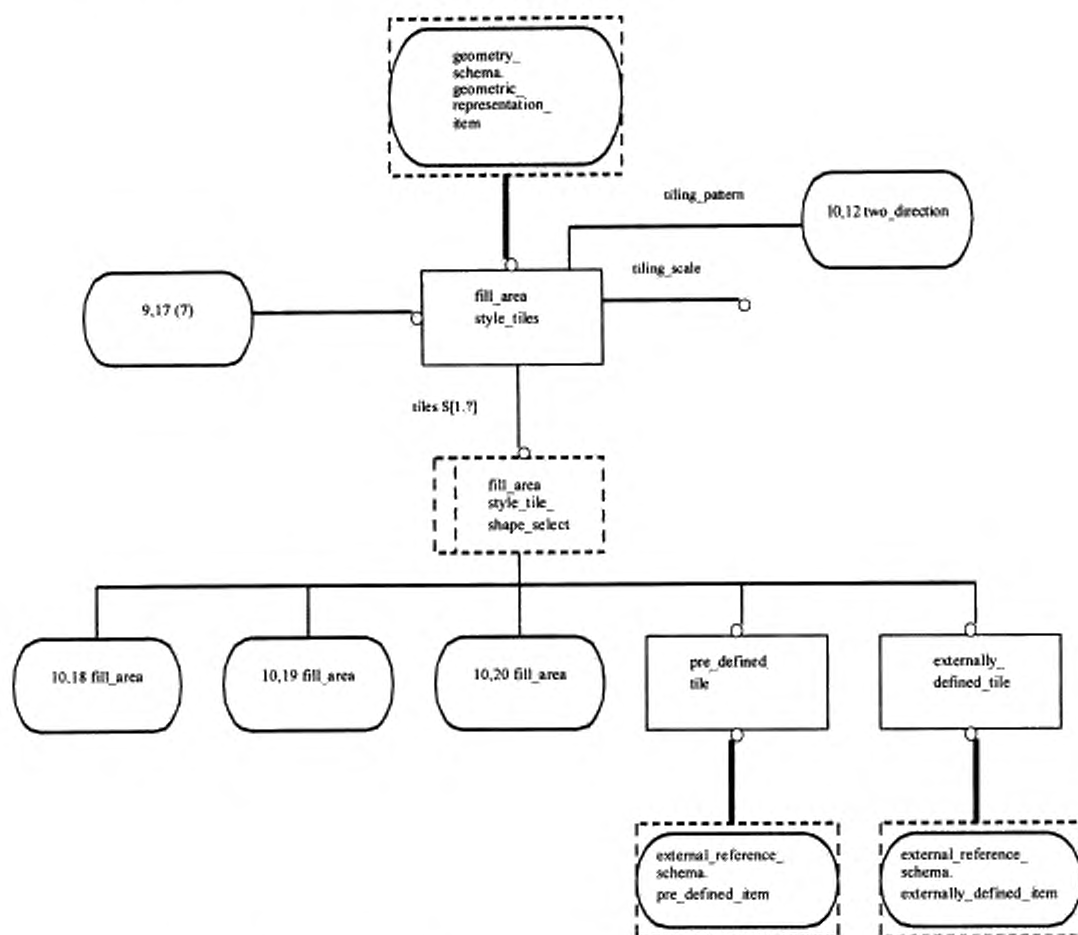 geometry_
schema.
geometric_
representation_
item
tiling_pattern
10,12 two_direction
tiling_scale
fill_area
style_tiles
9,17 (7)
tiles S[1.?]
fill_area
style_tile_
shape_select
10,18 fill_area
10,19 fill_area
10,20 fill_area
pre_defined
tile
externally_
defined_tile
external_reference_
schema.
pre_defined_item
external_reference_
schema.
externally_defined_item